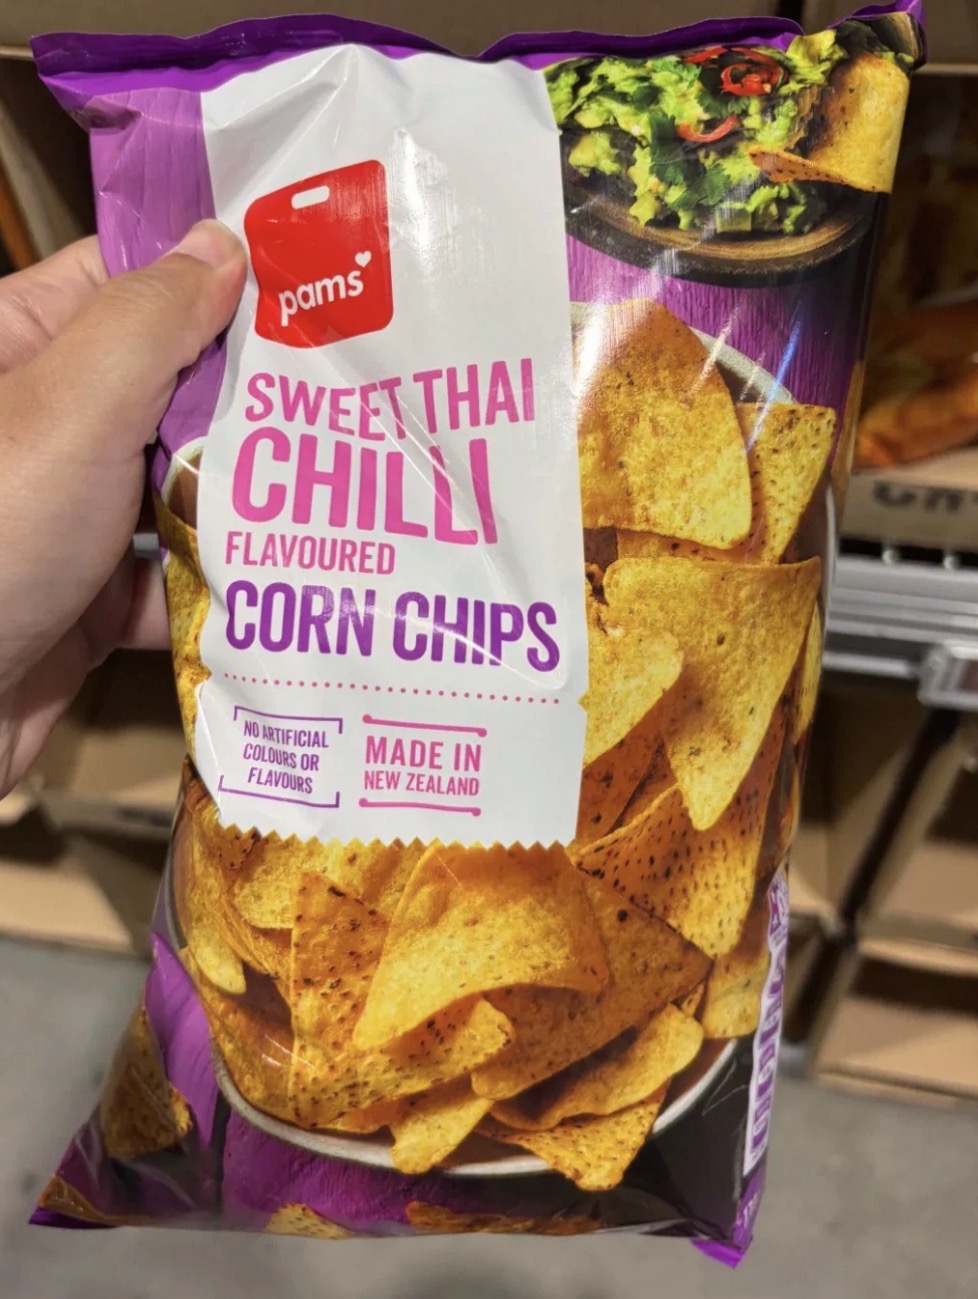 pams
SWEET THAI
CHILLI
FLAVOURED
CORN CHIPS
NO ARTIFICIAL
COLOURS OR
FLAVOURS
MADE IN
NEW ZEALAND